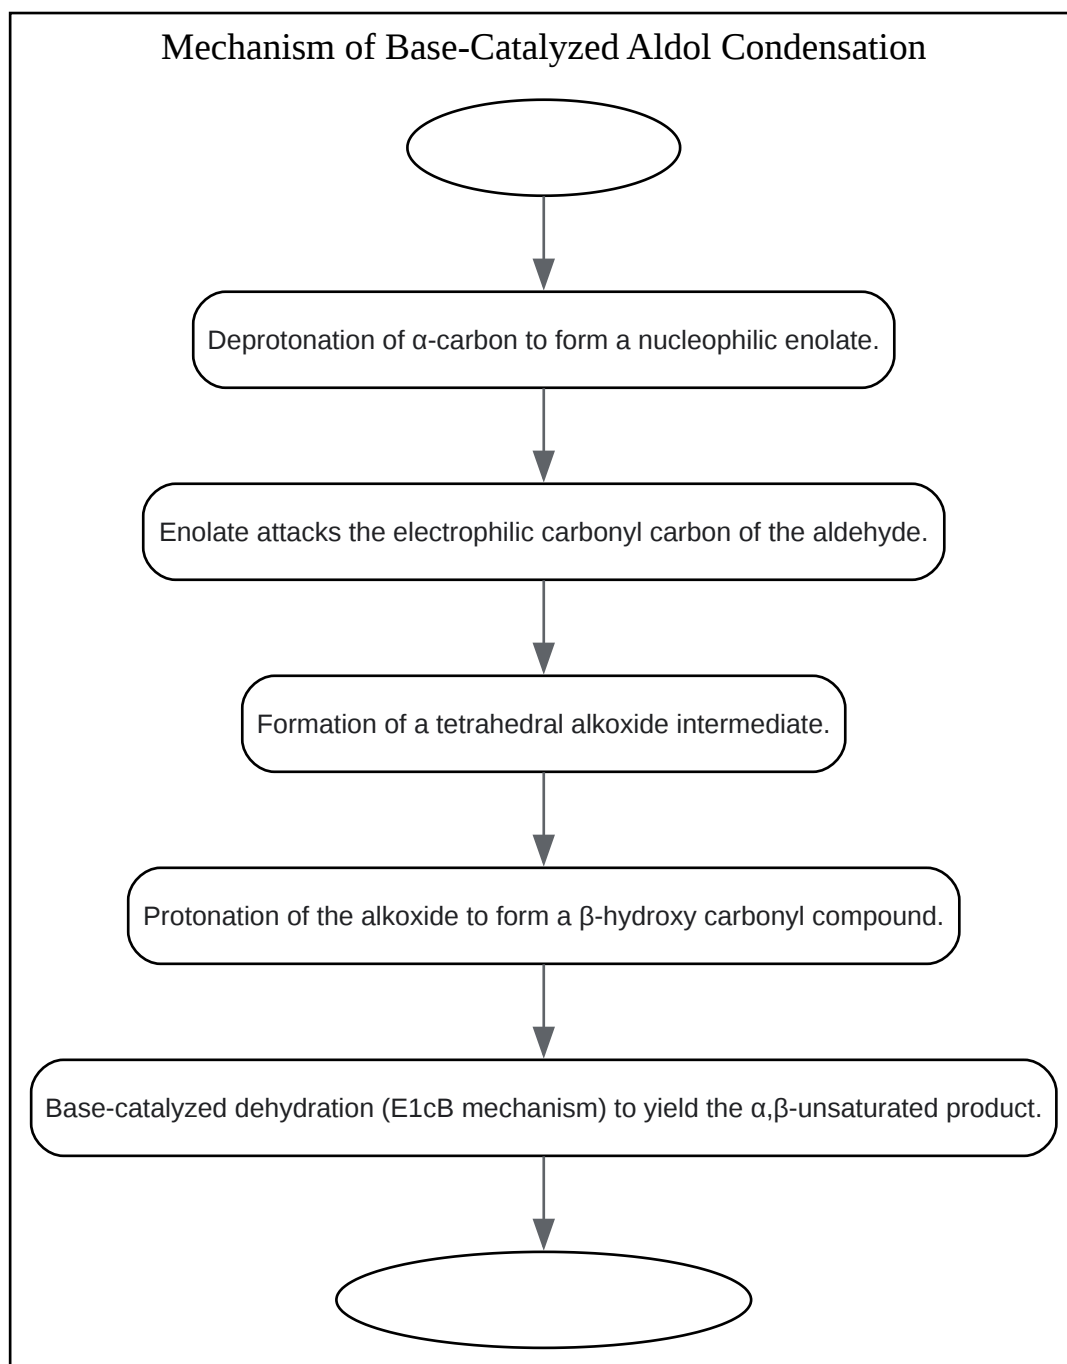 Mechanism of Base-Catalyzed Aldol Condensation
Deprotonation of α-carbon to form a nucleophilic enolate.
Enolate attacks the electrophilic carbonyl carbon of the aldehyde.
Formation of a tetrahedral alkoxide intermediate.
Protonation of the alkoxide to form a β-hydroxy carbonyl compound.
Base-catalyzed dehydration (E1cB mechanism) to yield the α,β-unsaturated product.